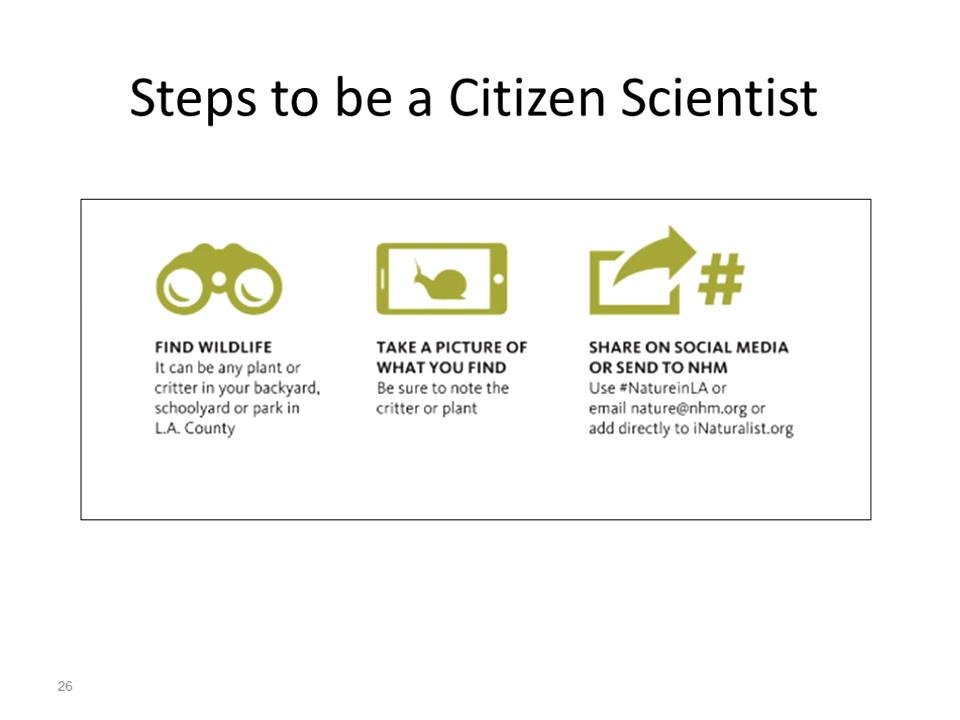 Steps to be a Citizen Scientist
#
FIND WILDLIFE
It can be any plant or
critter in your backyard,
schoolyard or park in
L.A. County
TAKE A PICTURE OF
WHAT YOU FIND
Be sure to note the
critter or plant
SHARE ON SOCIAL MEDIA
OR SEND TO NHM
Use #NatureinLA or
email nature@nhm.org or
add directly to iNaturalist.org
26